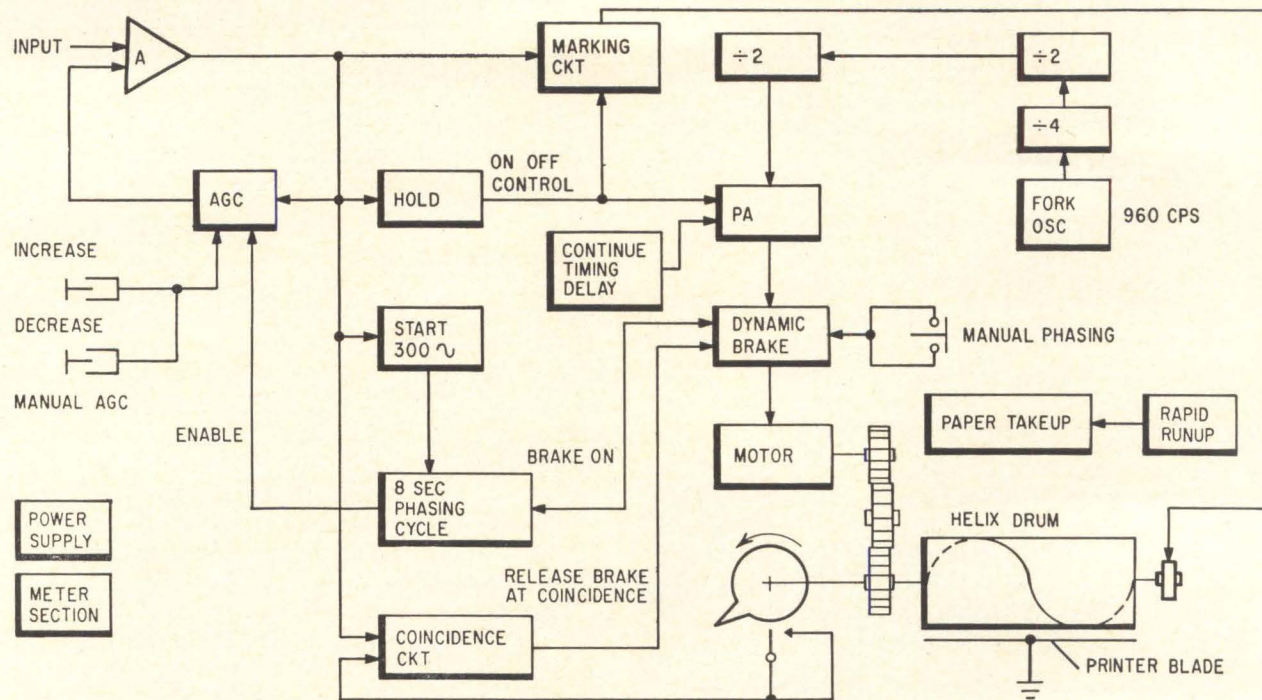 INPUT
A
MARKING
CKT
÷2
÷2
÷4
AGC
HOLD
ON OFF
CONTROL
PA
FORK
OSC
960 CPS
INCREASE
CONTINUE
TIMING
DELAY
DECREASE
START
300 ∿
DYNAMIC
BRAKE
MANUAL PHASING
MANUAL AGC
ENABLE
BRAKE ON
MOTOR
PAPER TAKEUP
RAPID
RUNUP
8 SEC
PHASING
CYCLE
POWER
SUPPLY
HELIX DRUM
METER
SECTION
RELEASE BRAKE
AT COINCIDENCE
COINCIDENCE
CKT
PRINTER BLADE